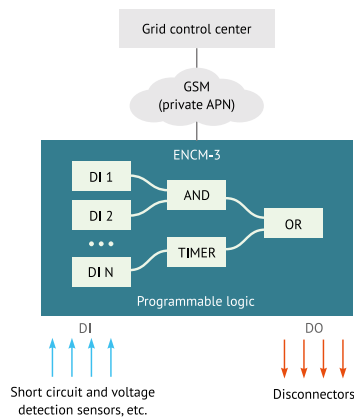 Grid control center
GSM
(private APN)
ENCM-3
DI 1
AND
DI 2
OR
•••
TIMER
DI N
Programmable logic
DI
DO
Short circuit and voltage
detection sensors, etc.
Disconnectors